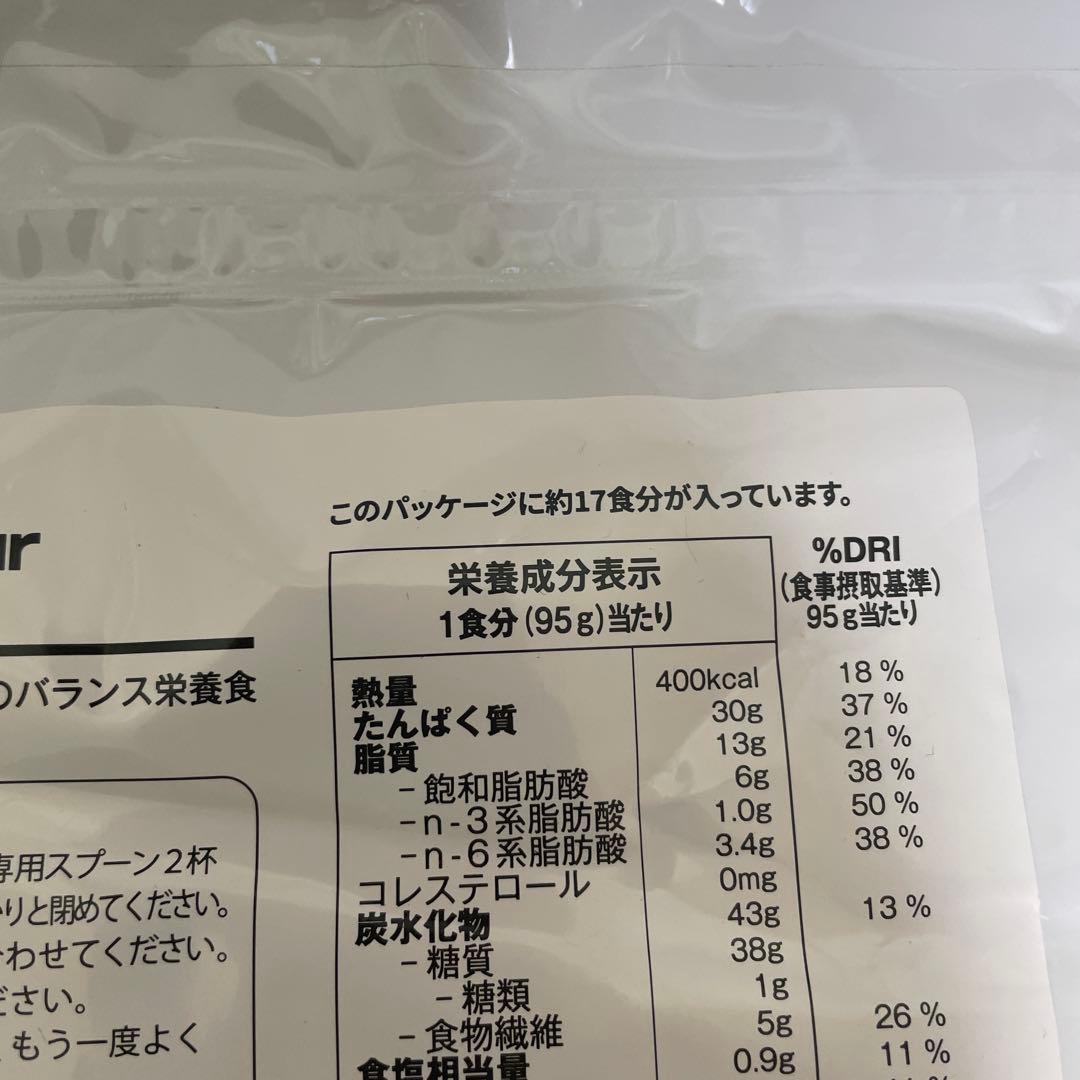 このパッケージに約17食分が入っています。
栄養成分表示
1食分(95g)当たり
%DRI
(食事摂取基準)
95g当たり
熱量 400kcal 18 %
たんぱく質 30g 37 %
脂質 13g 21 %
-飽和脂肪酸 6g 38 %
-n-3系脂肪酸 1.0g 50 %
-n-6系脂肪酸 3.4g 38 %
コレステロール 0mg
炭水化物 43g 13 %
-糖質 38g
-糖類 1g
-食物繊維 5g 26 %
食塩相当量 0.9g 11 %
ur
のバランス栄養食
専用スプーン2杯
りと閉めてください。
わせてください。
ださい。
もう一度よく